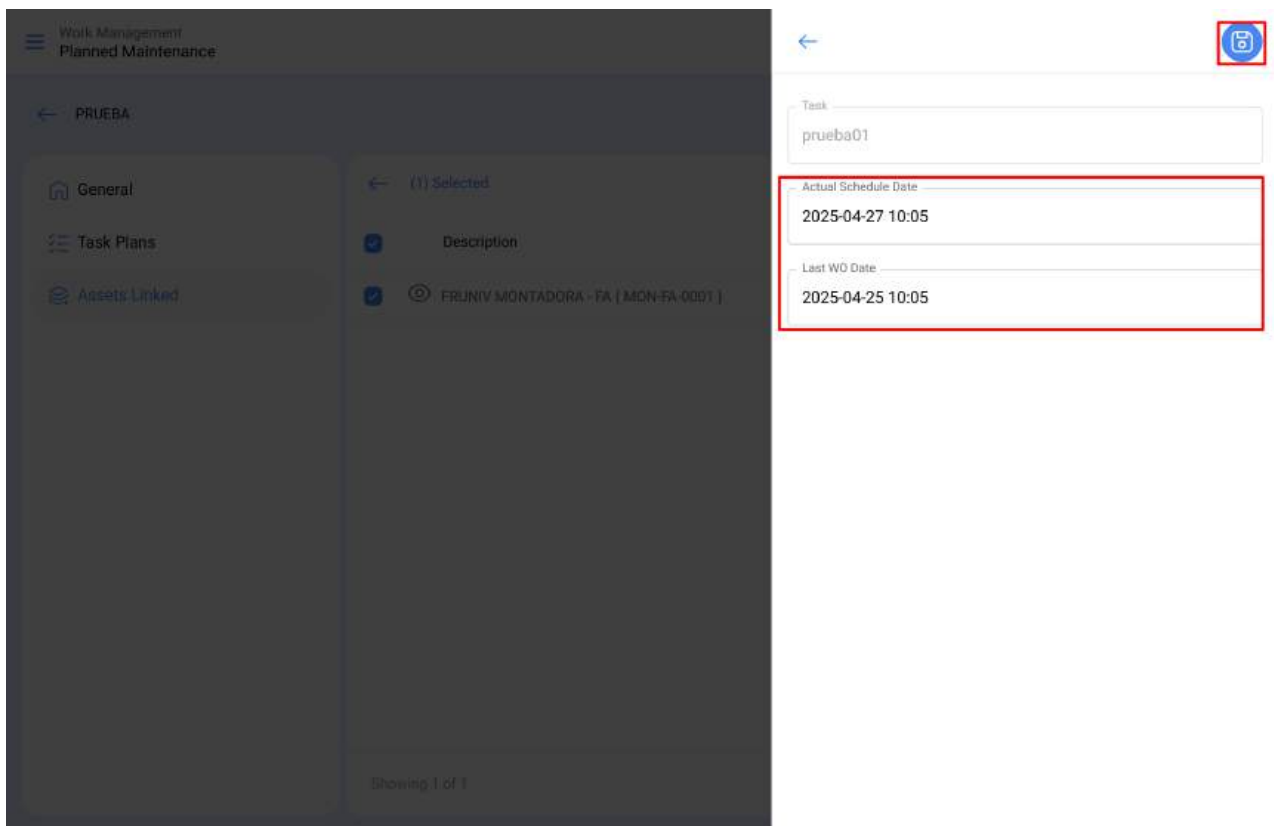 Work Management
Planned Maintenance
PRUEBA
General
Task Plans
Assets Linked
(1) Selected
Description
FRUNIV MONTADORA - FA ( MON-FA-0001 )
Showing 1 of 1
Task
prueba01
Actual Schedule Date
2025-04-27 10:05
Last WO Date
2025-04-25 10:05